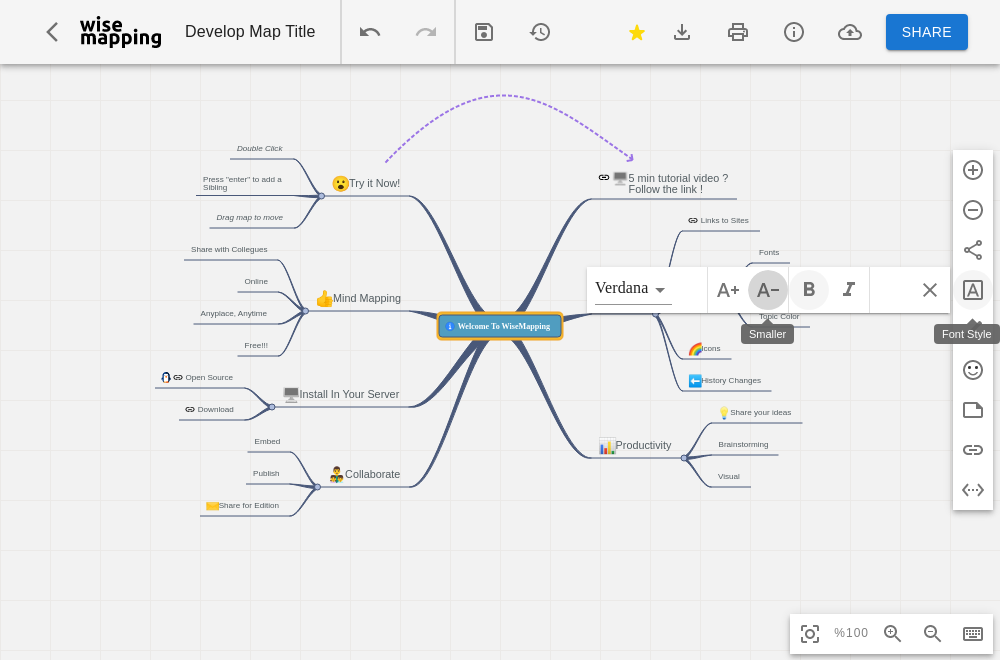 wise
mapping
Develop Map Title
SHARE
Double Click
Press "enter" to add a
Sibling
Drag map to move
Try it Now!
5 min tutorial video ?
Follow the link !
Links to Sites
Fonts
Share with Collegues
Online
Anyplace, Anytime
Free!!!
Mind Mapping
Verdana
A+
A-
B
I
A
Topic Color
Welcome To WiseMapping
Smaller
Font Style
Icons
History Changes
Open Source
Download
Install In Your Server
Share your ideas
Brainstorming
Visual
Productivity
Embed
Publish
Share for Edition
Collaborate
%100